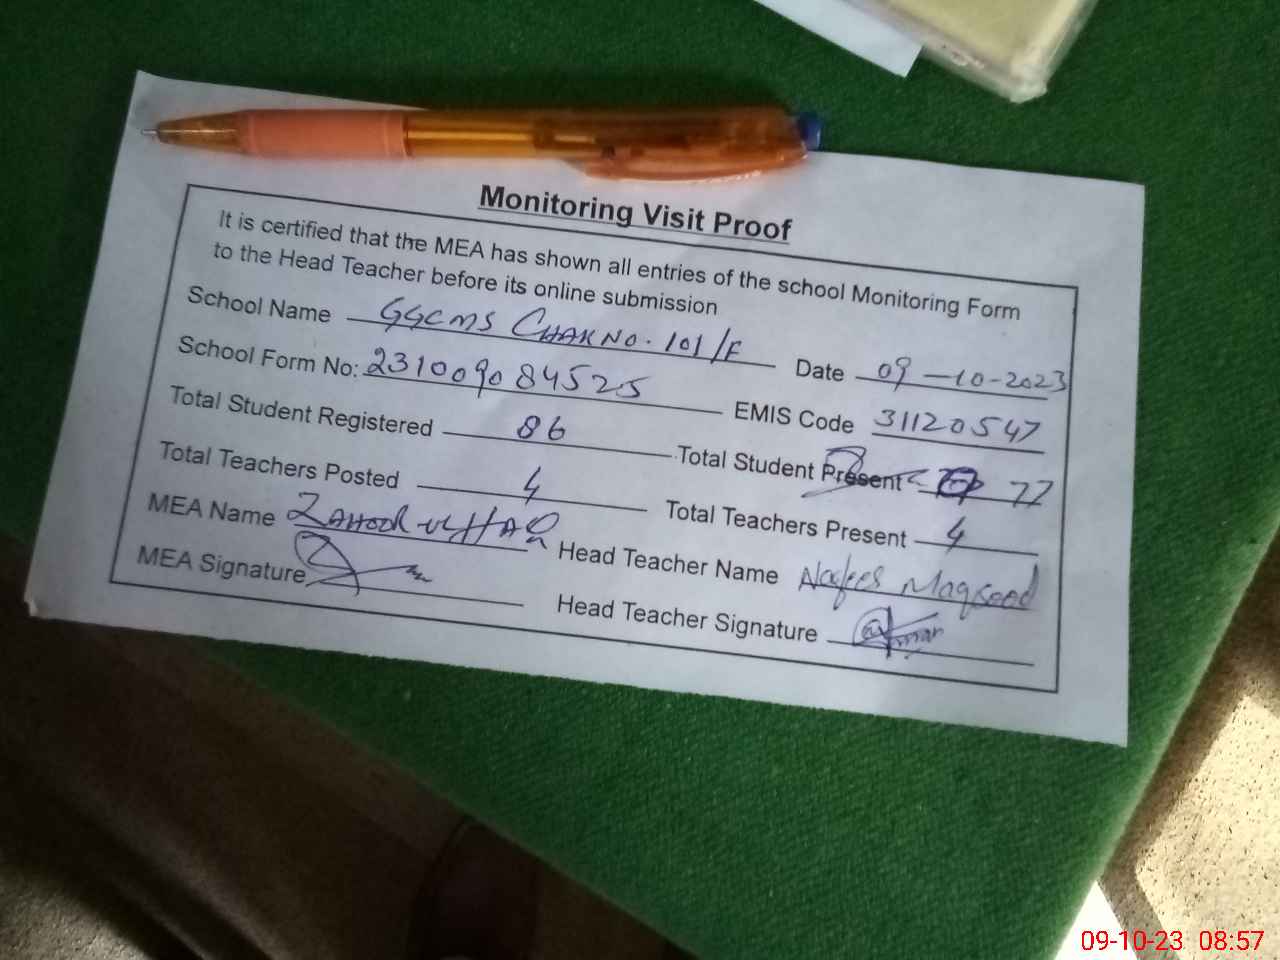 Monitoring Visit Proof
It is certified that the MEA has shown all entries of the school Monitoring Form
to the Head Teacher before its online submission
School Name GGCMS CHAK NO. 101/F Date 09-10-2023
School Form No: 231009084525 EMIS Code 31120547
Total Student Registered 86 Total Student Present 77
Total Teachers Posted 4 Total Teachers Present 4
MEA Name ZAHOOR UL HAQ Head Teacher Name Nafees Maqsood
MEA Signature Head Teacher Signature
09-10-23 08:57